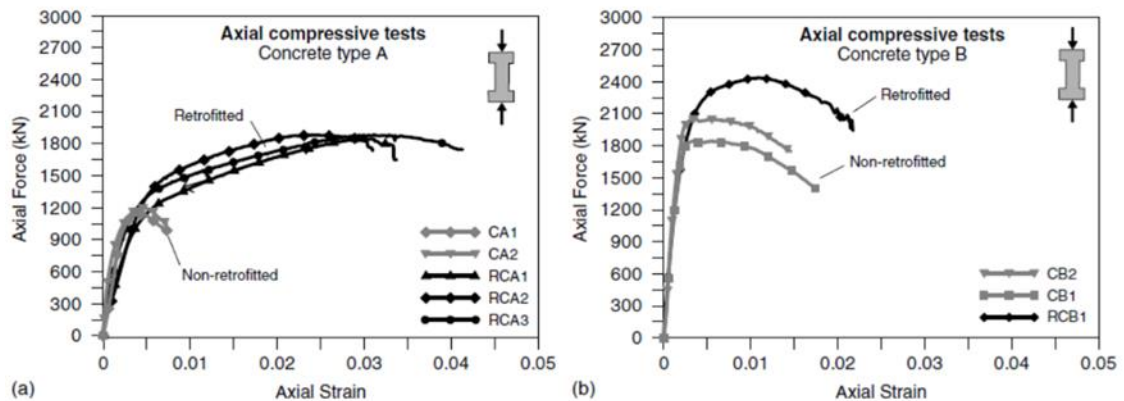 Axial compressive tests
Concrete type A
Axial Force (kN)
3000
2700
2400
2100
1800
1500
1200
900
600
300
0
Retrofitted
Non-retrofitted
CA1
CA2
RCA1
RCA2
RCA3
0 0.01 0.02 0.03 0.04 0.05
(a) Axial Strain
Axial compressive tests
Concrete type B
Axial Force (kN)
3000
2700
2400
2100
1800
1500
1200
900
600
300
0
Retrofitted
Non-retrofitted
CB2
CB1
RCB1
0 0.01 0.02 0.03 0.04 0.05
(b) Axial Strain